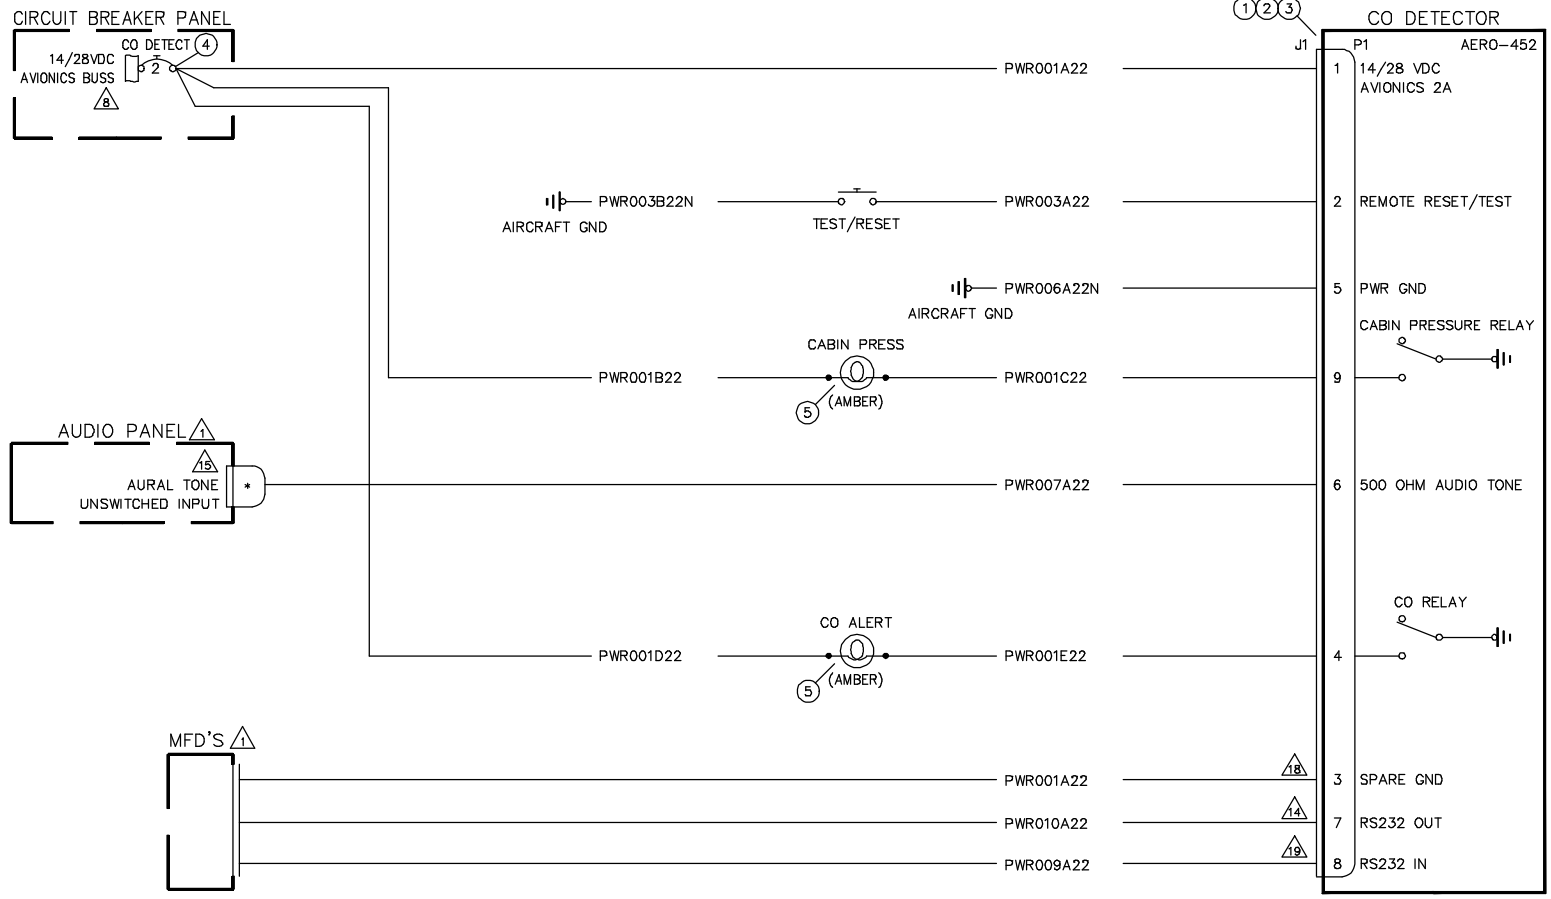 1 2 3
CIRCUIT BREAKER PANEL
CO DETECTOR
CO DETECT 4
J1 P1 AERO-452
14/28VDC
AVIONICS BUSS
2
8
PWR001A22
1 14/28 VDC
AVIONICS 2A
PWR003B22N
PWR003A22
2 REMOTE RESET/TEST
AIRCRAFT GND
TEST/RESET
PWR006A22N
5 PWR GND
AIRCRAFT GND
CABIN PRESSURE RELAY
CABIN PRESS
PWR001B22
PWR001C22
9
5 (AMBER)
AUDIO PANEL 1
15
AURAL TONE
UNSWITCHED INPUT
*
PWR007A22
6 500 OHM AUDIO TONE
CO RELAY
CO ALERT
PWR001D22
PWR001E22
4
5 (AMBER)
MFD'S 1
PWR001A22
18
3 SPARE GND
PWR010A22
14
7 RS232 OUT
PWR009A22
19
8 RS232 IN